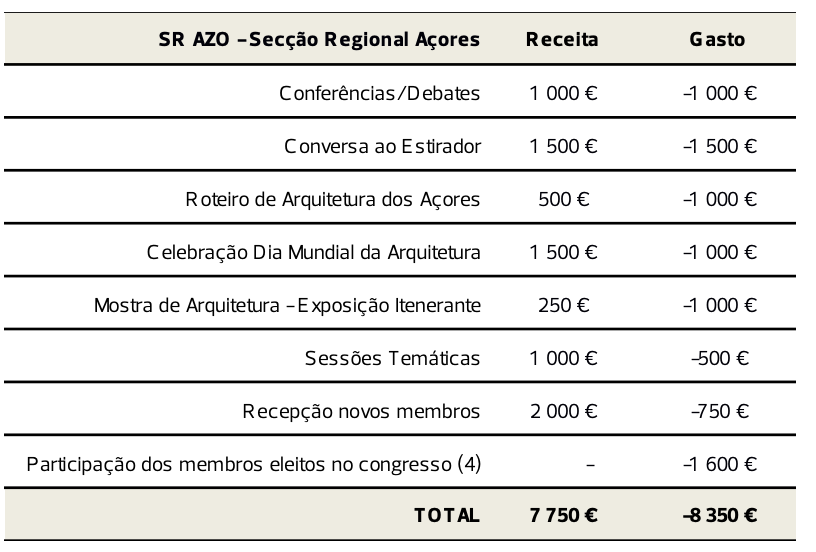 SR AZO –Secção Regional Açores Receita Gasto
Conferências/Debates 1 000 € -1 000 €
Conversa ao Estirador 1 500 € -1 500 €
Roteiro de Arquitetura dos Açores 500 € -1 000 €
Celebração Dia Mundial da Arquitetura 1 500 € -1 000 €
Mostra de Arquitetura –Exposição Itenerante 250 € -1 000 €
Sessões Temáticas 1 000 € -500 €
Recepção novos membros 2 000 € -750 €
Participação dos membros eleitos no congresso (4) – -1 600 €
TOTAL 7 750 € -8 350 €